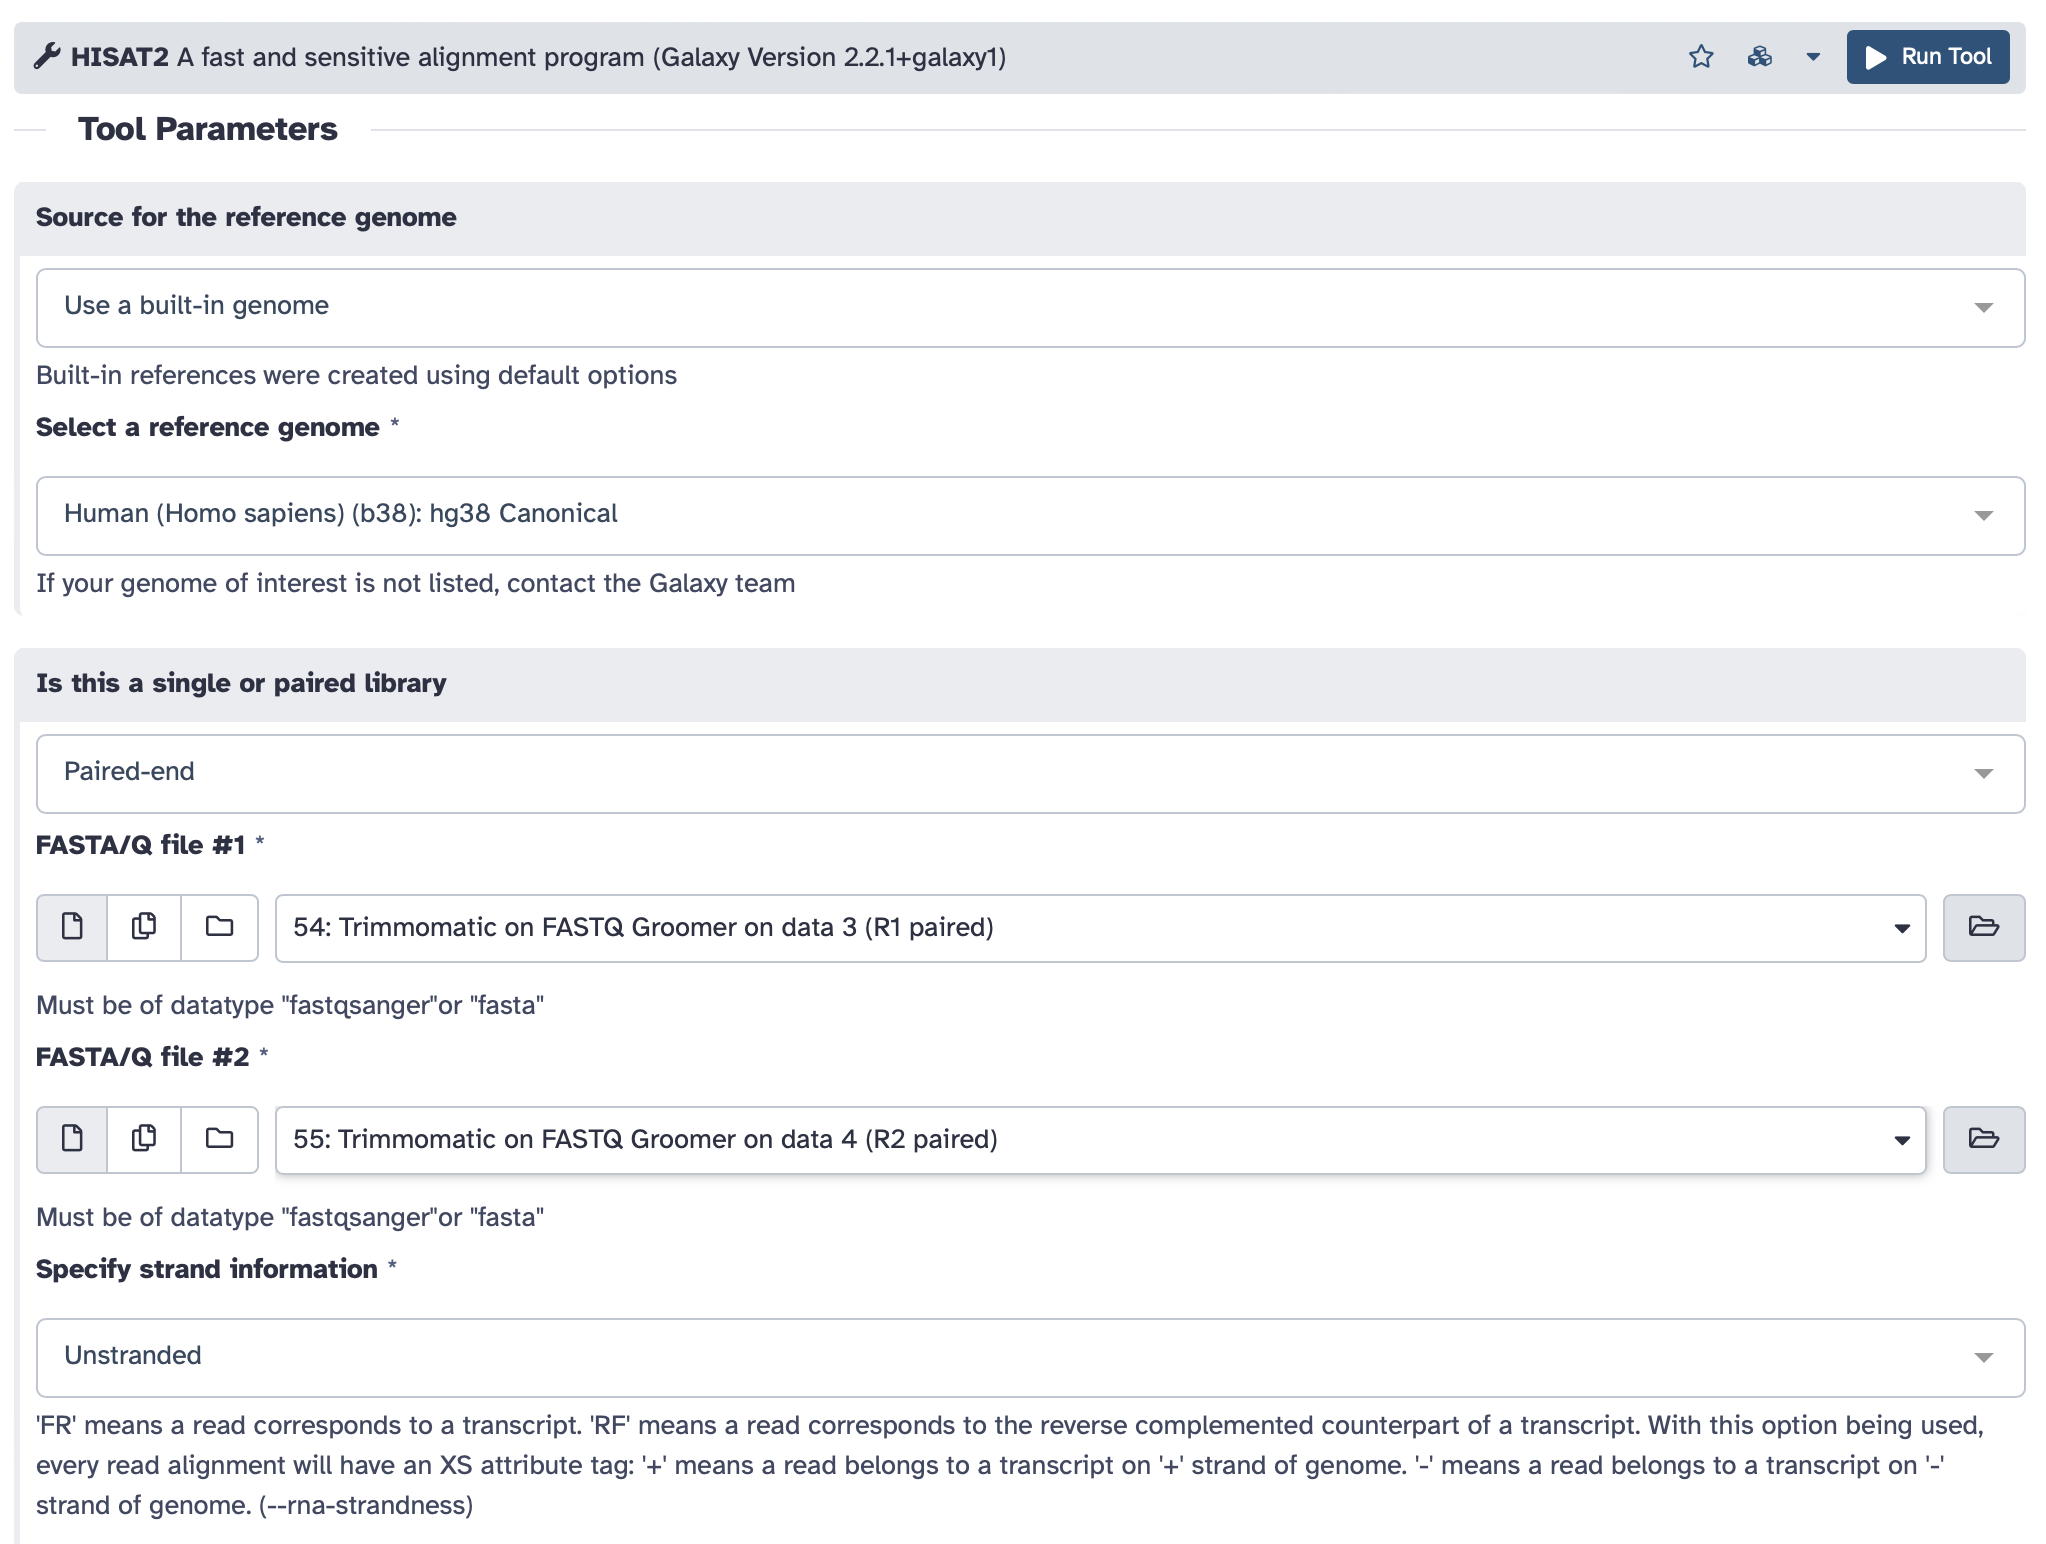 HISAT2 A fast and sensitive alignment program (Galaxy Version 2.2.1+galaxy1)
Run Tool
Tool Parameters
Source for the reference genome
Use a built-in genome
Built-in references were created using default options
Select a reference genome *
Human (Homo sapiens) (b38): hg38 Canonical
If your genome of interest is not listed, contact the Galaxy team
Is this a single or paired library
Paired-end
FASTA/Q file #1 *
54: Trimmomatic on FASTQ Groomer on data 3 (R1 paired)
Must be of datatype "fastqsanger"or "fasta"
FASTA/Q file #2 *
55: Trimmomatic on FASTQ Groomer on data 4 (R2 paired)
Must be of datatype "fastqsanger"or "fasta"
Specify strand information *
Unstranded
'FR' means a read corresponds to a transcript. 'RF' means a read corresponds to the reverse complemented counterpart of a transcript. With this option being used,
every read alignment will have an XS attribute tag: '+' means a read belongs to a transcript on '+' strand of genome. '-' means a read belongs to a transcript on '-'
strand of genome. (--rna-strandness)